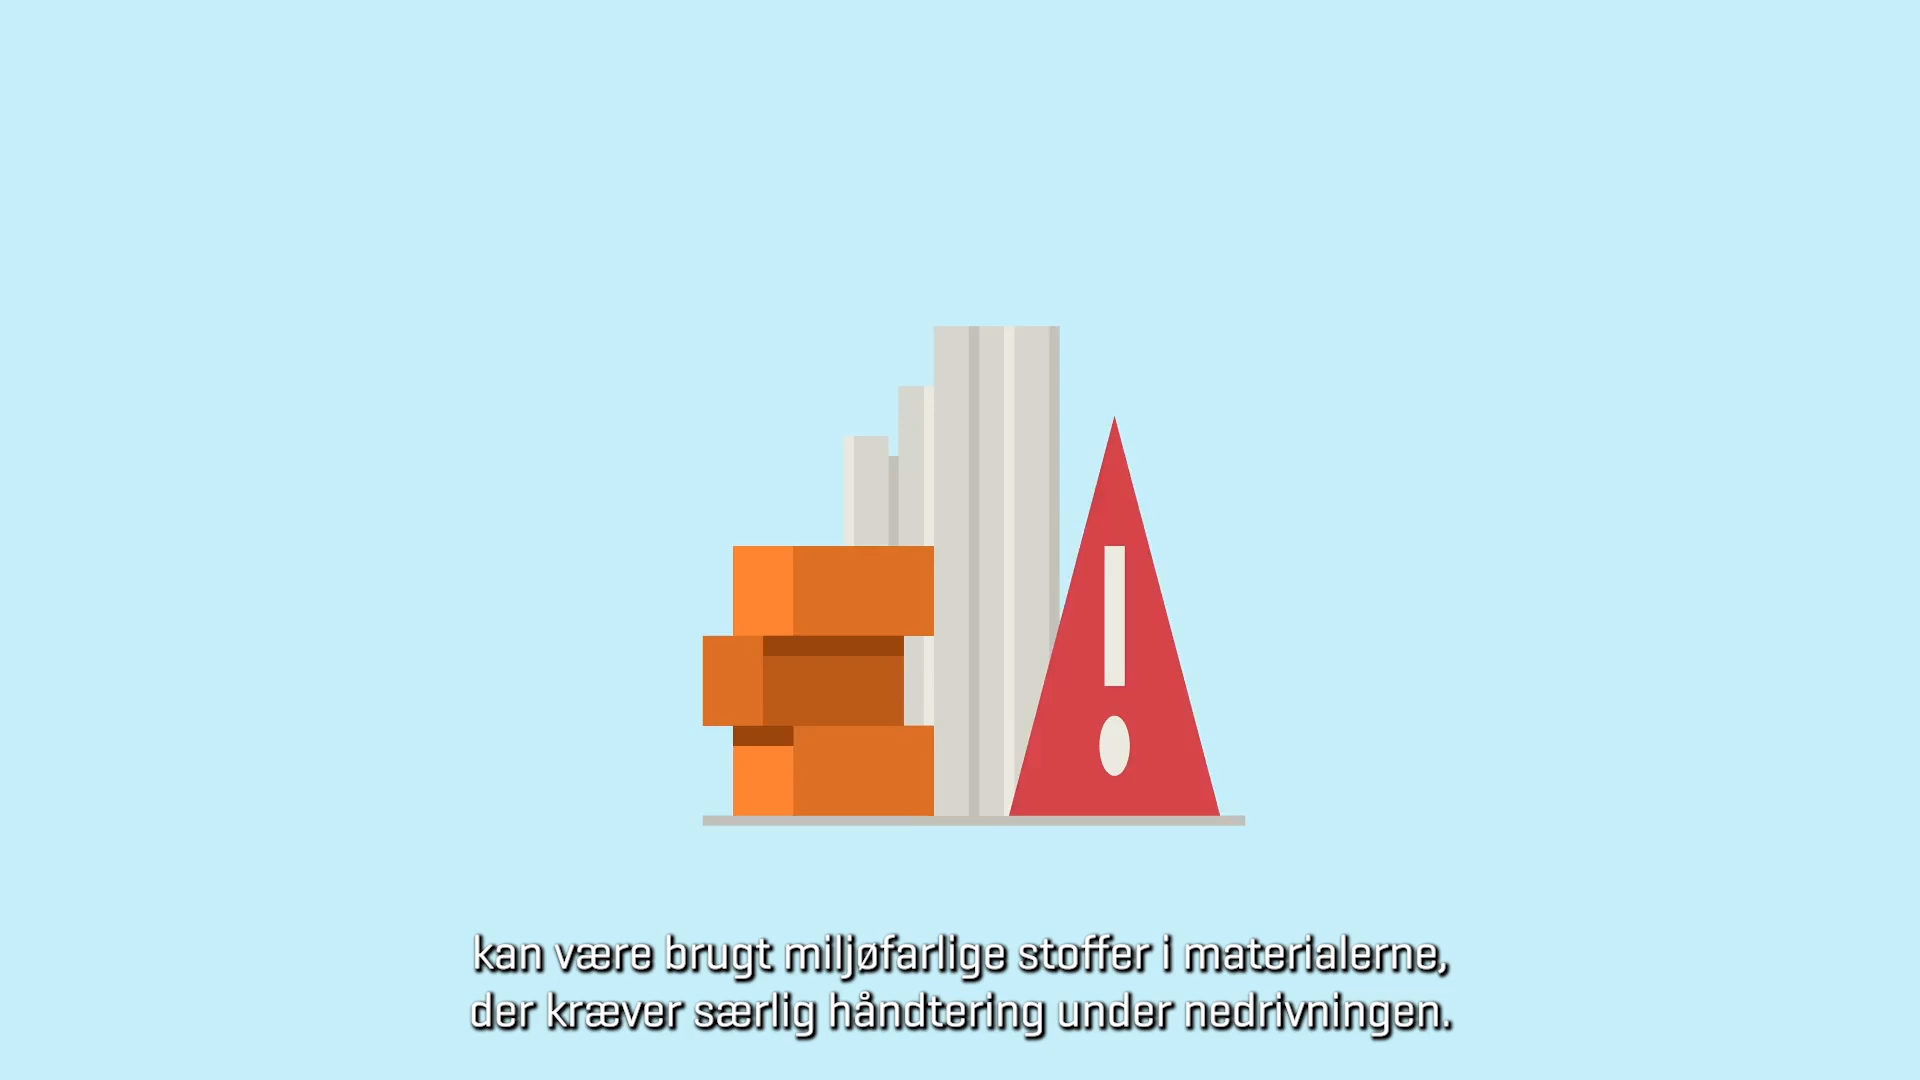 kan være brugt miljøfarlige stoffer i materialerne,
der kræver særlig håndtering under nedrivningen.